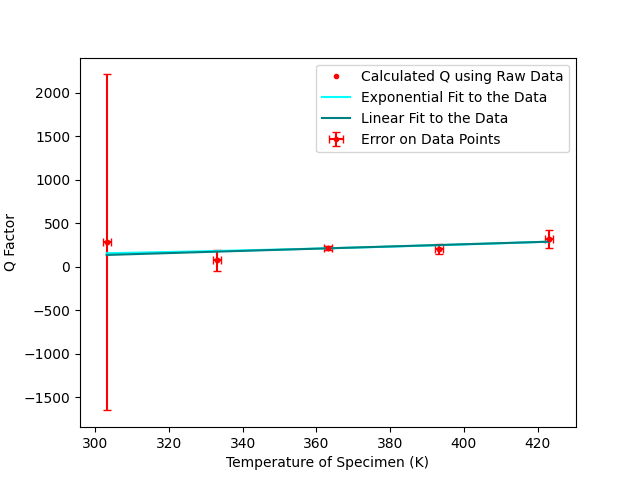 Calculated Q using Raw Data
Exponential Fit to the Data
Linear Fit to the Data
Error on Data Points
2000
1500
1000
500
0
−500
−1000
−1500
Q Factor
300 320 340 360 380 400 420
Temperature of Specimen (K)